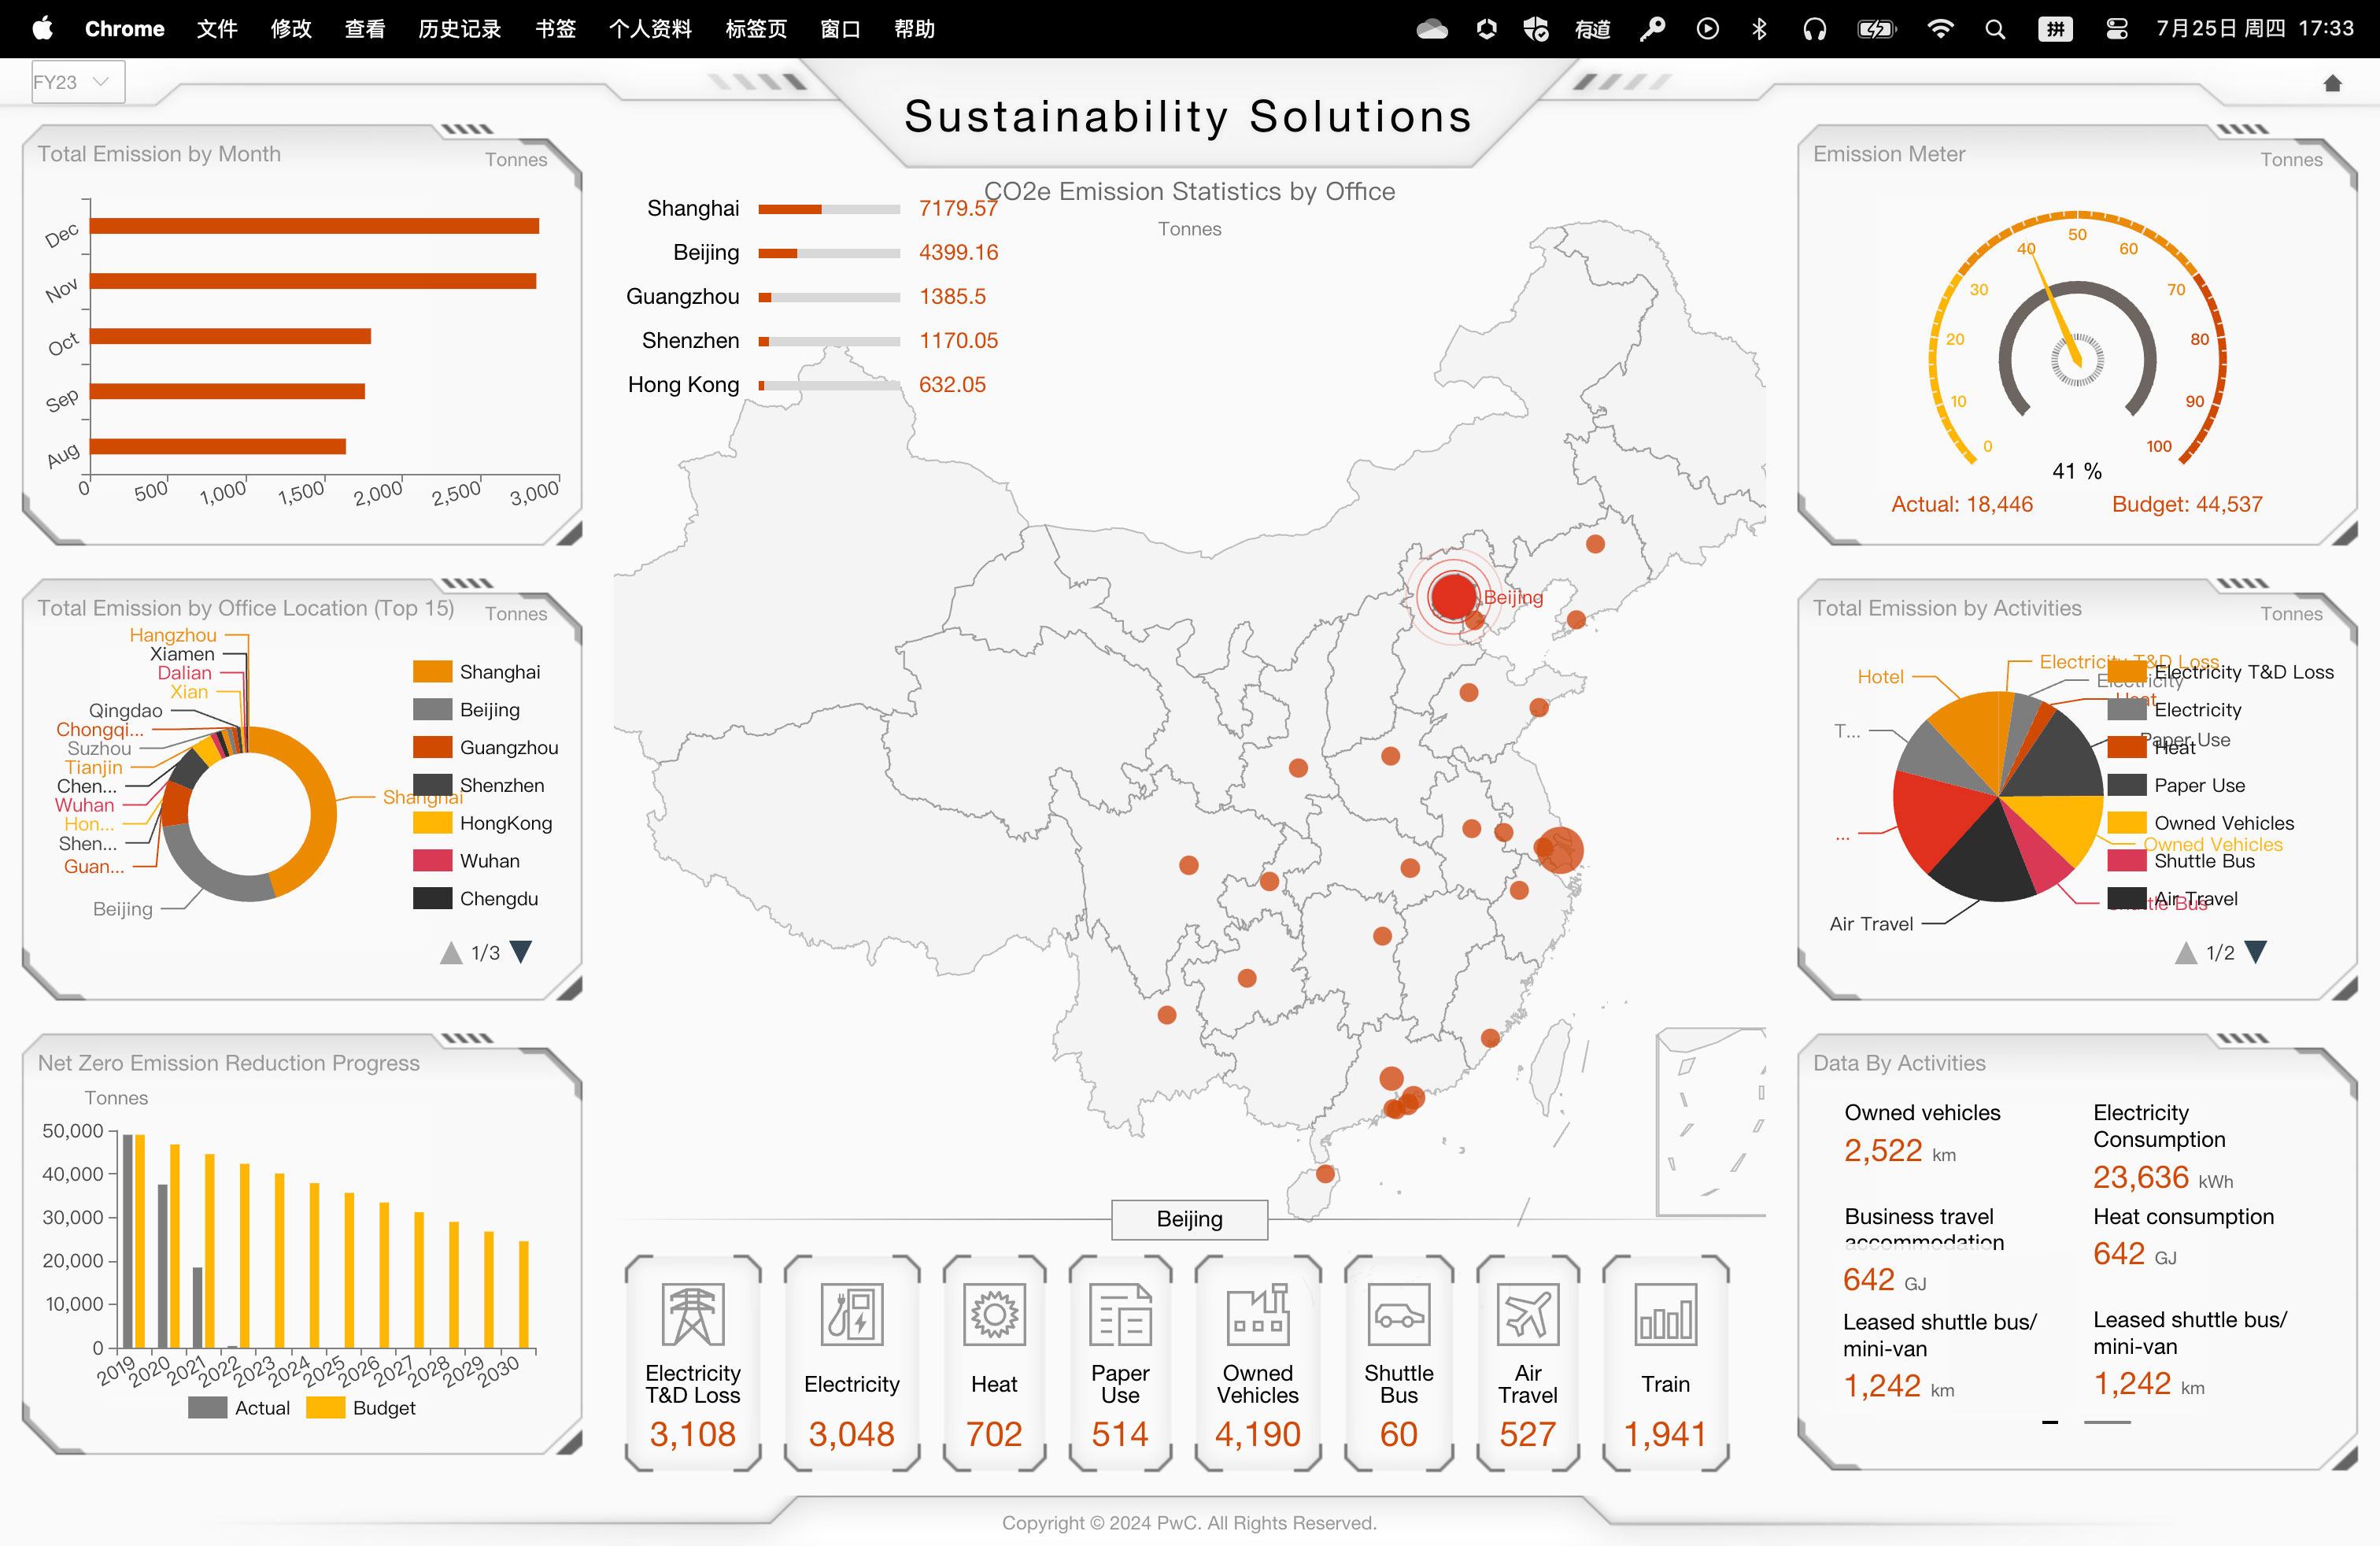 Chrome 文件 修改 查看 历史记录 书签 个人资料 标签页 窗口 帮助
有道 拼 7月25日 周四 17:33
FY23
Sustainability Solutions
Total Emission by Month
Tonnes
Dec
Nov
Oct
Sep
Aug
0 500 1,000 1,500 2,000 2,500 3,000
Total Emission by Office Location (Top 15)
Tonnes
Hangzhou
Xiamen
Dalian
Xian
Qingdao
Chongqi...
Suzhou
Tianjin
Chen...
Wuhan
Hon...
Shen...
Guan...
Beijing
Shanghai
Shanghai
Beijing
Guangzhou
Shenzhen
HongKong
Wuhan
Chengdu
1/3
Net Zero Emission Reduction Progress
Tonnes
50,000
40,000
30,000
20,000
10,000
0
2019 2020 2021 2022 2023 2024 2025 2026 2027 2028 2029 2030
Actual Budget
CO2e Emission Statistics by Office
Tonnes
Shanghai 7179.57
Beijing 4399.16
Guangzhou 1385.5
Shenzhen 1170.05
Hong Kong 632.05
Beijing
Beijing
Electricity
T&D Loss
3,108
Electricity
3,048
Heat
702
Paper
Use
514
Owned
Vehicles
4,190
Shuttle
Bus
60
Air
Travel
527
Train
1,941
Emission Meter
Tonnes
0
10
20
30
40
50
60
70
80
90
100
41 %
Actual: 18,446 Budget: 44,537
Total Emission by Activities
Tonnes
Hotel
T...
...
Air Travel
Electricity T&D Loss
Electricity
Heat
Paper Use
Owned Vehicles
Shuttle Bus
Electricity T&D Loss
Electricity
Heat
Paper Use
Owned Vehicles
Shuttle Bus
Air Travel
1/2
Data By Activities
Owned vehicles
2,522 km
Electricity
Consumption
23,636 kWh
Business travel
accommodation
642 GJ
Heat consumption
642 GJ
Leased shuttle bus/
mini-van
1,242 km
Leased shuttle bus/
mini-van
1,242 km
Copyright © 2024 PwC. All Rights Reserved.